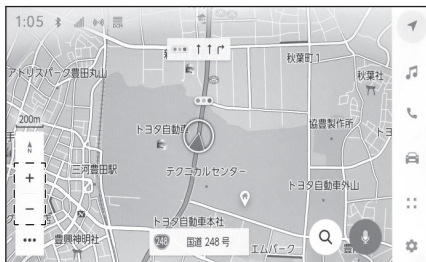 1:05
DCM
秋葉町1
アドリスパーク豊田丸山
秋葉社
200m
トヨタ自動車
協豊製作所
N
三河豊田駅
テクニカルセンター
+
トヨタ自動車外山
−
トヨタ自動車本社
豊興神明社
248
国道 248 号
エムパーク